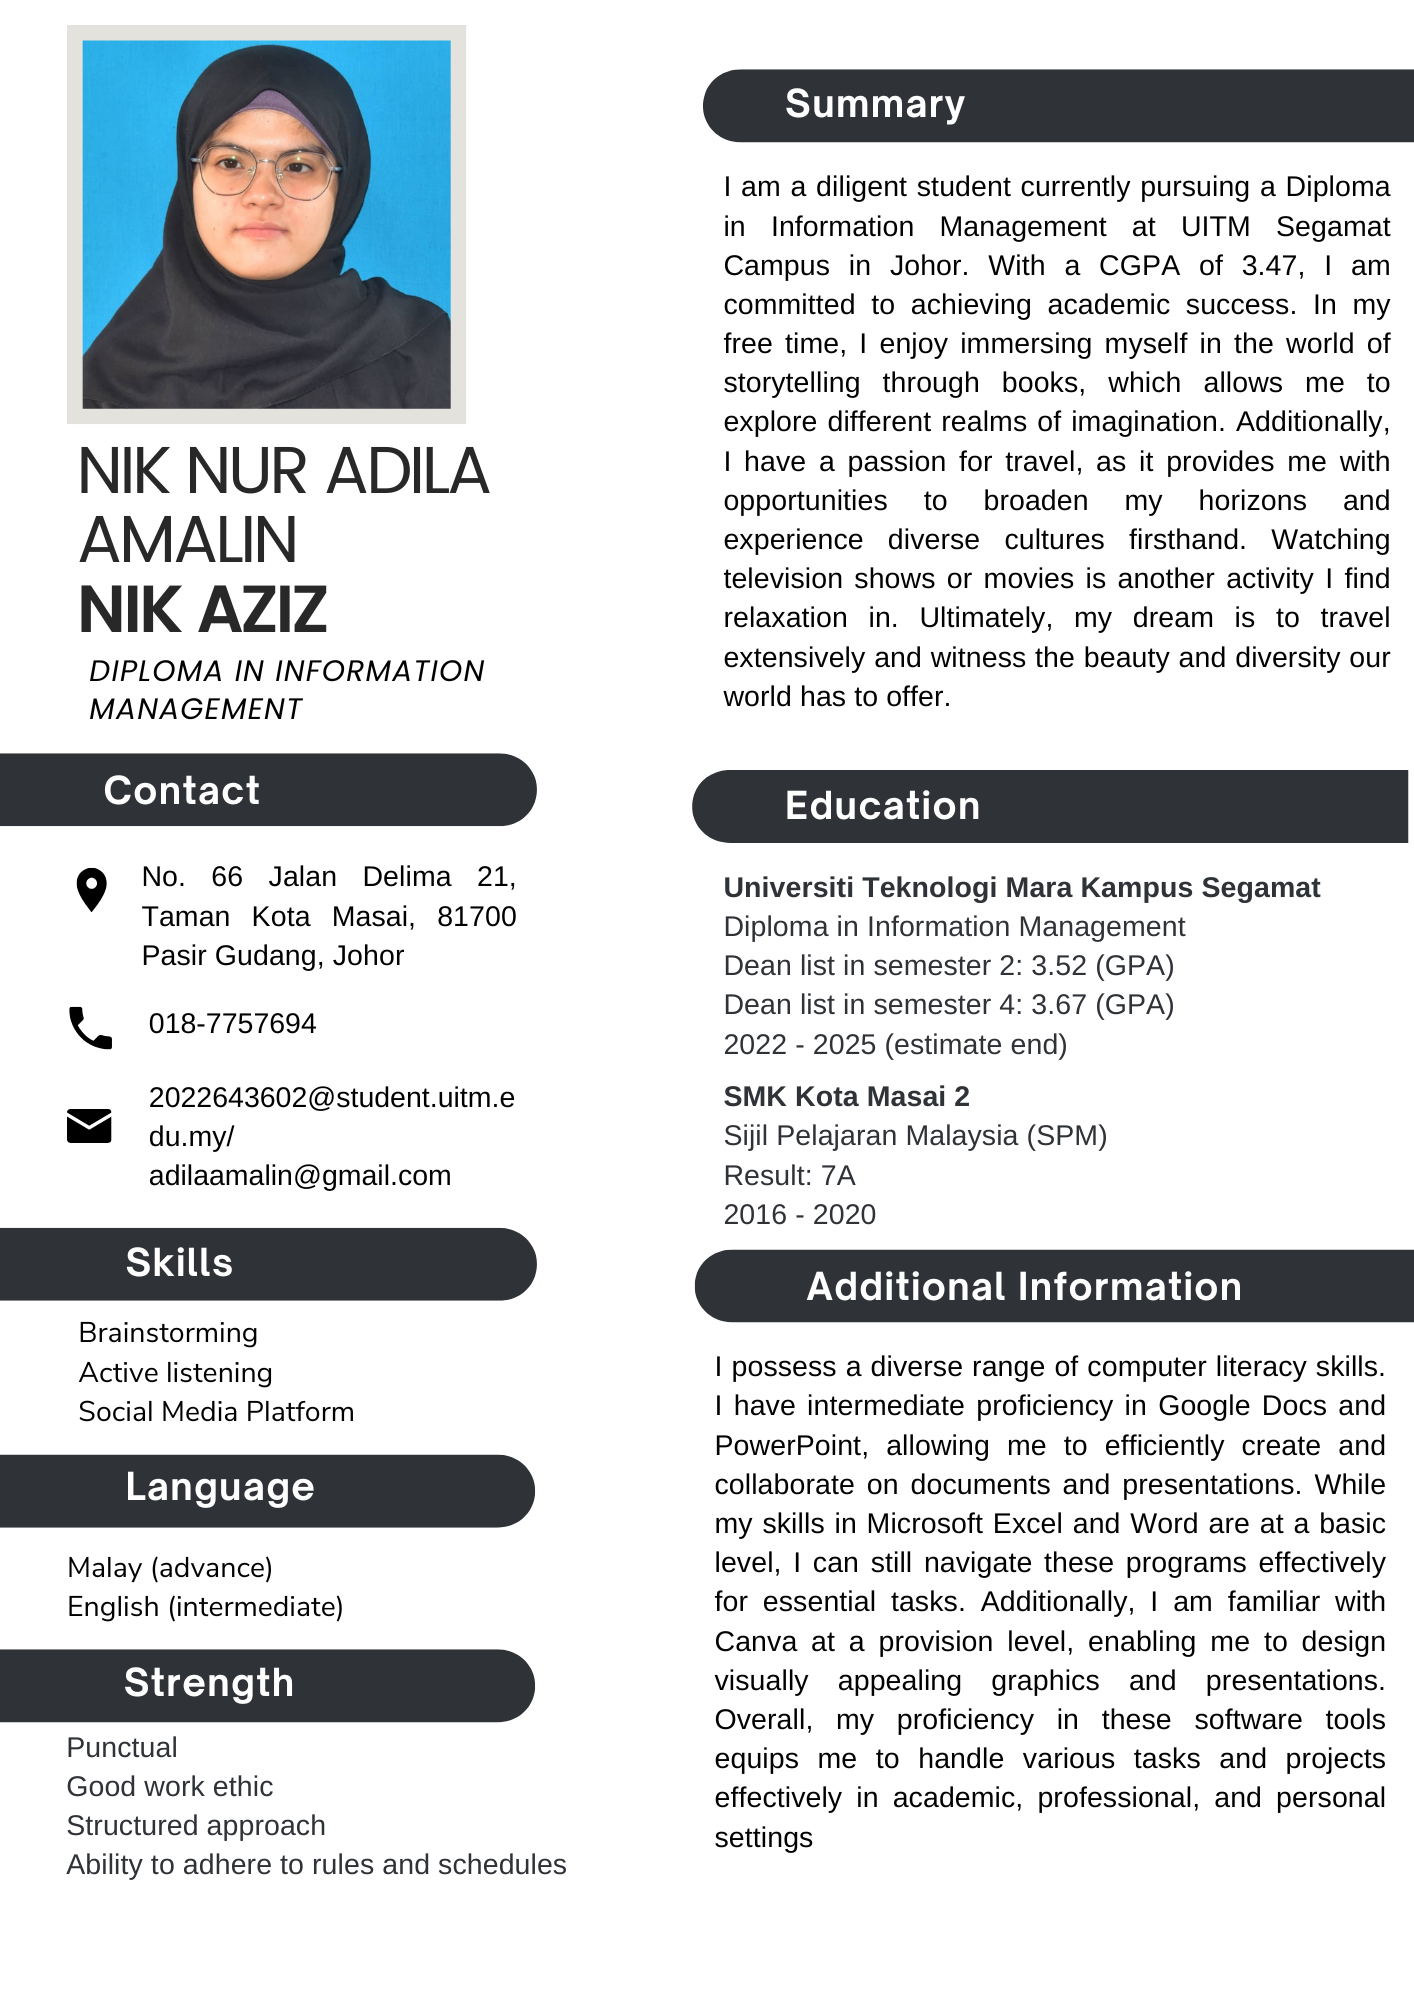 NIK NUR ADILA
AMALIN
NIK AZIZ
DIPLOMA IN INFORMATION
MANAGEMENT
Contact
No. 66 Jalan Delima 21,
Taman Kota Masai, 81700
Pasir Gudang, Johor
018-7757694
2022643602@student.uitm.e
du.my/
adilaamalin@gmail.com
Skills
Brainstorming
Active listening
Social Media Platform
Language
Malay (advance)
English (intermediate)
Strength
Punctual
Good work ethic
Structured approach
Ability to adhere to rules and schedules
Summary
I am a diligent student currently pursuing a Diploma
in Information Management at UITM Segamat
Campus in Johor. With a CGPA of 3.47, I am
committed to achieving academic success. In my
free time, I enjoy immersing myself in the world of
storytelling through books, which allows me to
explore different realms of imagination. Additionally,
I have a passion for travel, as it provides me with
opportunities to broaden my horizons and
experience diverse cultures firsthand. Watching
television shows or movies is another activity I find
relaxation in. Ultimately, my dream is to travel
extensively and witness the beauty and diversity our
world has to offer.
Education
Universiti Teknologi Mara Kampus Segamat
Diploma in Information Management
Dean list in semester 2: 3.52 (GPA)
Dean list in semester 4: 3.67 (GPA)
2022 - 2025 (estimate end)
SMK Kota Masai 2
Sijil Pelajaran Malaysia (SPM)
Result: 7A
2016 - 2020
Additional Information
I possess a diverse range of computer literacy skills.
I have intermediate proficiency in Google Docs and
PowerPoint, allowing me to efficiently create and
collaborate on documents and presentations. While
my skills in Microsoft Excel and Word are at a basic
level, I can still navigate these programs effectively
for essential tasks. Additionally, I am familiar with
Canva at a provision level, enabling me to design
visually appealing graphics and presentations.
Overall, my proficiency in these software tools
equips me to handle various tasks and projects
effectively in academic, professional, and personal
settings